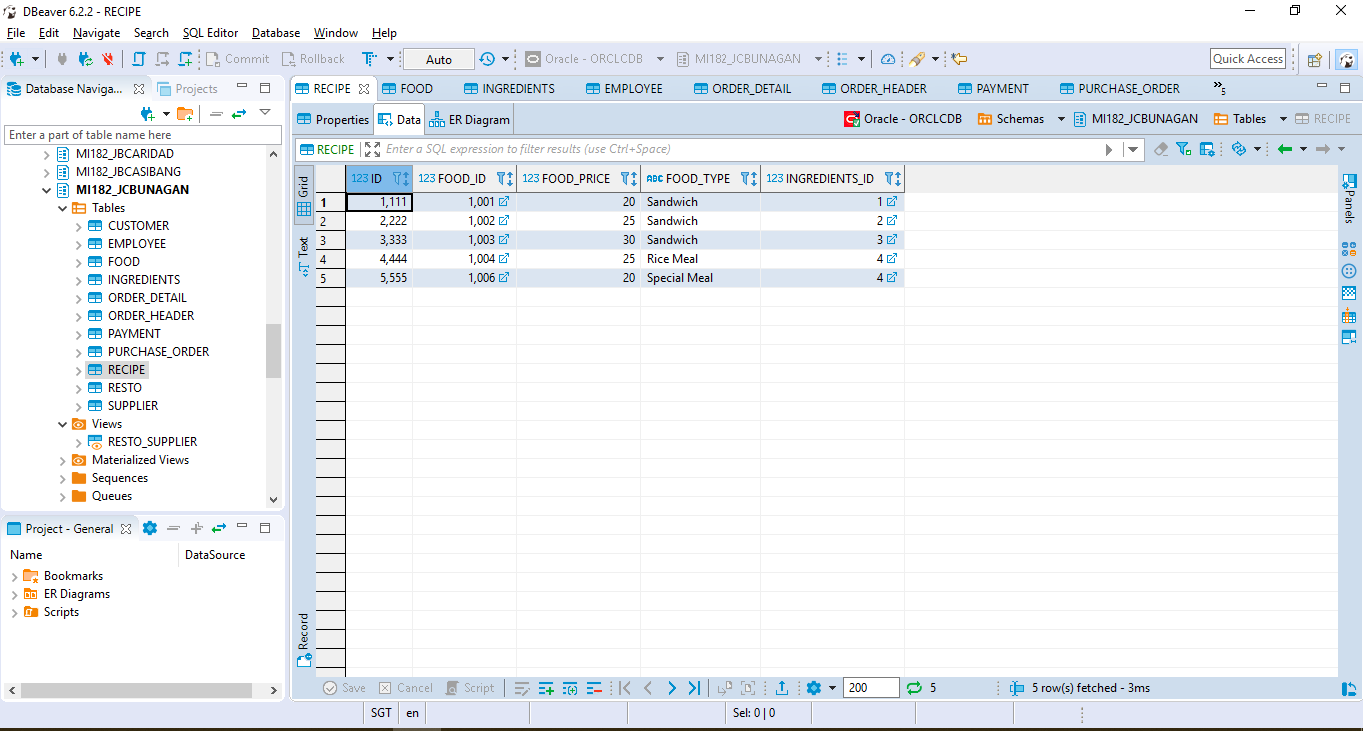 DBeaver 6.2.2 - RECIPE
File Edit Navigate Search SQL Editor Database Window Help
Commit Rollback Auto Oracle - ORCLCDB MI182_JCBUNAGAN Quick Access
Database Naviga... Projects
Enter a part of table name here
MI182_JBCARIDAD
MI182_JBCASIBANG
MI182_JCBUNAGAN
Tables
CUSTOMER
EMPLOYEE
FOOD
INGREDIENTS
ORDER_DETAIL
ORDER_HEADER
PAYMENT
PURCHASE_ORDER
RECIPE
RESTO
SUPPLIER
Views
RESTO_SUPPLIER
Materialized Views
Sequences
Queues
Project - General
Name DataSource
Bookmarks
ER Diagrams
Scripts
RECIPE FOOD INGREDIENTS EMPLOYEE ORDER_DETAIL ORDER_HEADER PAYMENT PURCHASE_ORDER »5
Properties Data ER Diagram Oracle - ORCLCDB Schemas MI182_JCBUNAGAN Tables RECIPE
RECIPE Enter a SQL expression to filter results (use Ctrl+Space)
Grid
Text
Record
123 ID 123 FOOD_ID 123 FOOD_PRICE ABC FOOD_TYPE 123 INGREDIENTS_ID
1 1,111 1,001 20 Sandwich 1
2 2,222 1,002 25 Sandwich 2
3 3,333 1,003 30 Sandwich 3
4 4,444 1,004 25 Rice Meal 4
5 5,555 1,006 20 Special Meal 4
Panels
Save Cancel Script 200 5 5 row(s) fetched - 3ms
SGT en Sel: 0 | 0